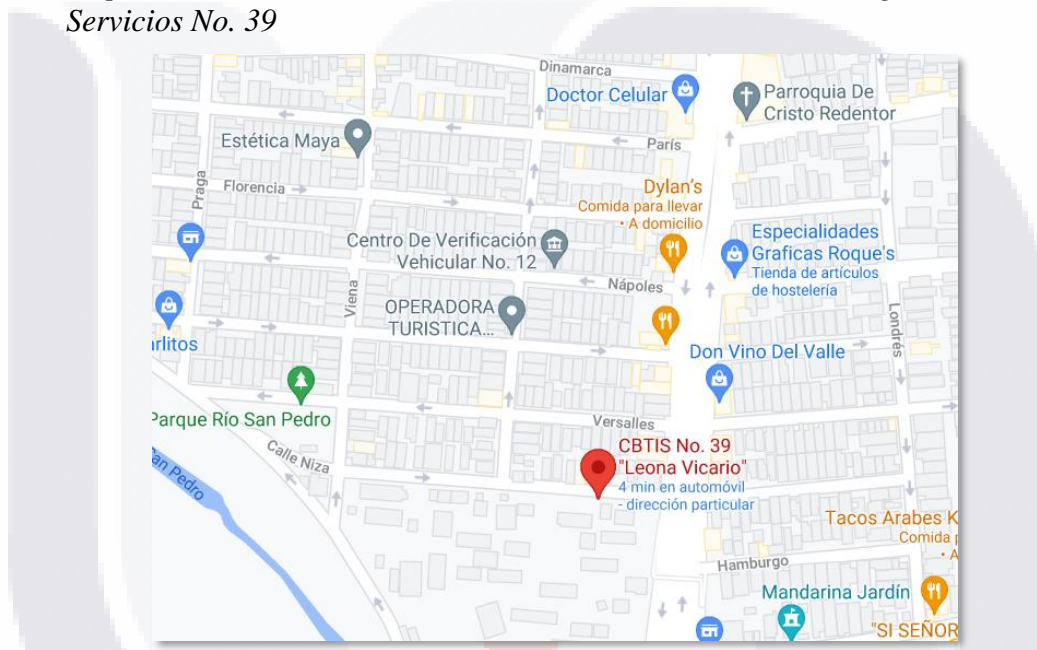 Servicios No. 39
Dinamarca
Doctor Celular
Parroquia De
Cristo Redentor
Estética Maya
París
Praga
Florencia
Dylan's
Comida para llevar
• A domicilio
Centro De Verificación
Vehicular No. 12
Especialidades
Graficas Roque's
Tienda de artículos
de hostelería
Nápoles
Viena
OPERADORA
TURISTICA...
Londrés
rlitos
Don Vino Del Valle
Parque Río San Pedro
Versalles
Calle Niza
CBTIS No. 39
"Leona Vicario"
4 min en automóvil
- dirección particular
an Pedro
Tacos Arabes K
Comida p
• A
Hamburgo
Mandarina Jardín
"SI SEÑOR